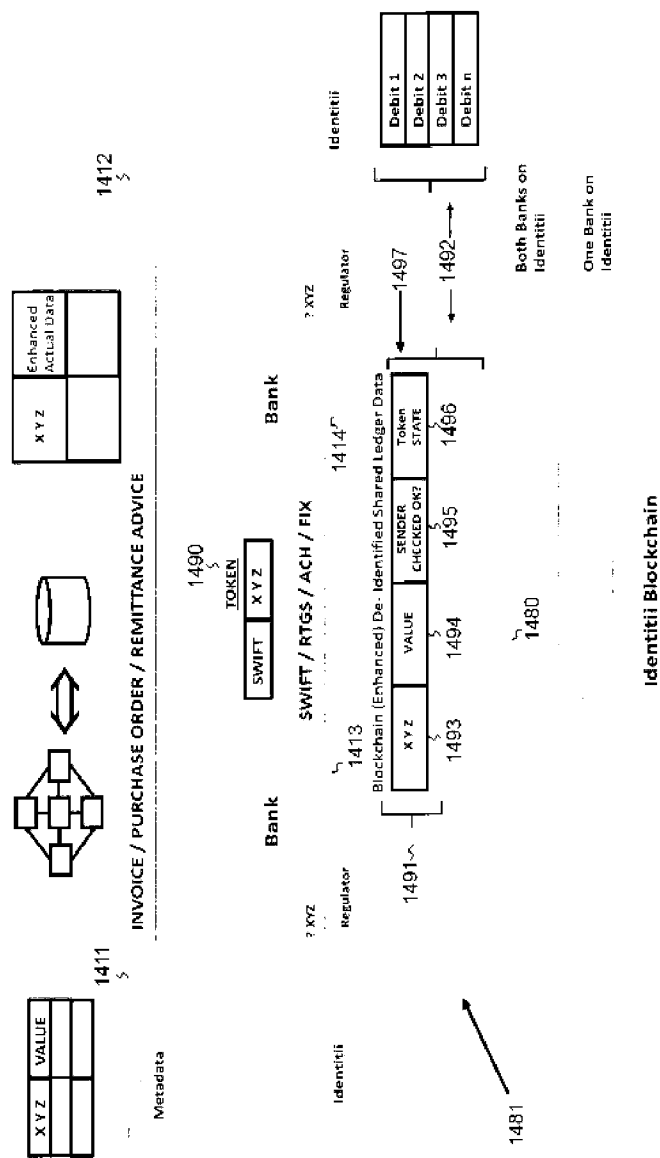 X Y Z
VALUE
1411
X Y Z
Enhanced
Actual Data
1412
Metadata
INVOICE / PURCHASE ORDER / REMITTANCE ADVICE
1490
TOKEN
SWIFT
X Y Z
Bank
Bank
SWIFT / RTGS / ACH / FIX
? XYZ
? XYZ
Identitii
Regulator
1413
1414
Regulator
Identitii
Blockchain (Enhanced) De- Identified Shared Ledger Data
1491
X Y Z
VALUE
SENDER
CHECKED OK?
Token
STATE
1497
1492
Debit 1
Debit 2
Debit 3
Debit n
1493
1494
1495
1496
1481
1480
Both Banks on
Identitii
One Bank on
Identitii
Identitii Blockchain